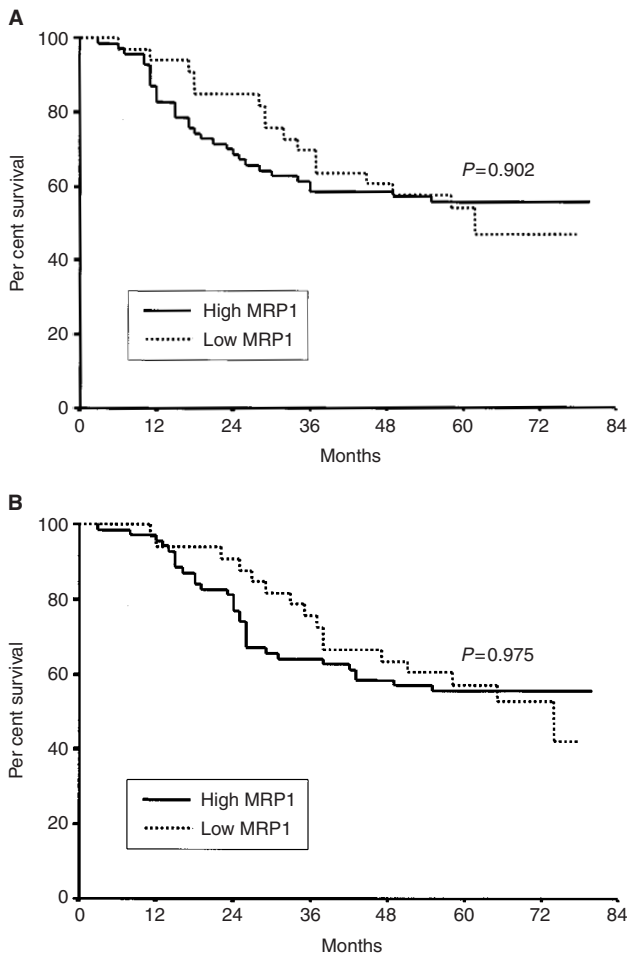 A
100
80
60
40
20
0
Per cent survival
P=0.902
High MRP1
Low MRP1
0 12 24 36 48 60 72 84
Months
B
100
80
60
40
20
0
Per cent survival
P=0.975
High MRP1
Low MRP1
0 12 24 36 48 60 72 84
Months